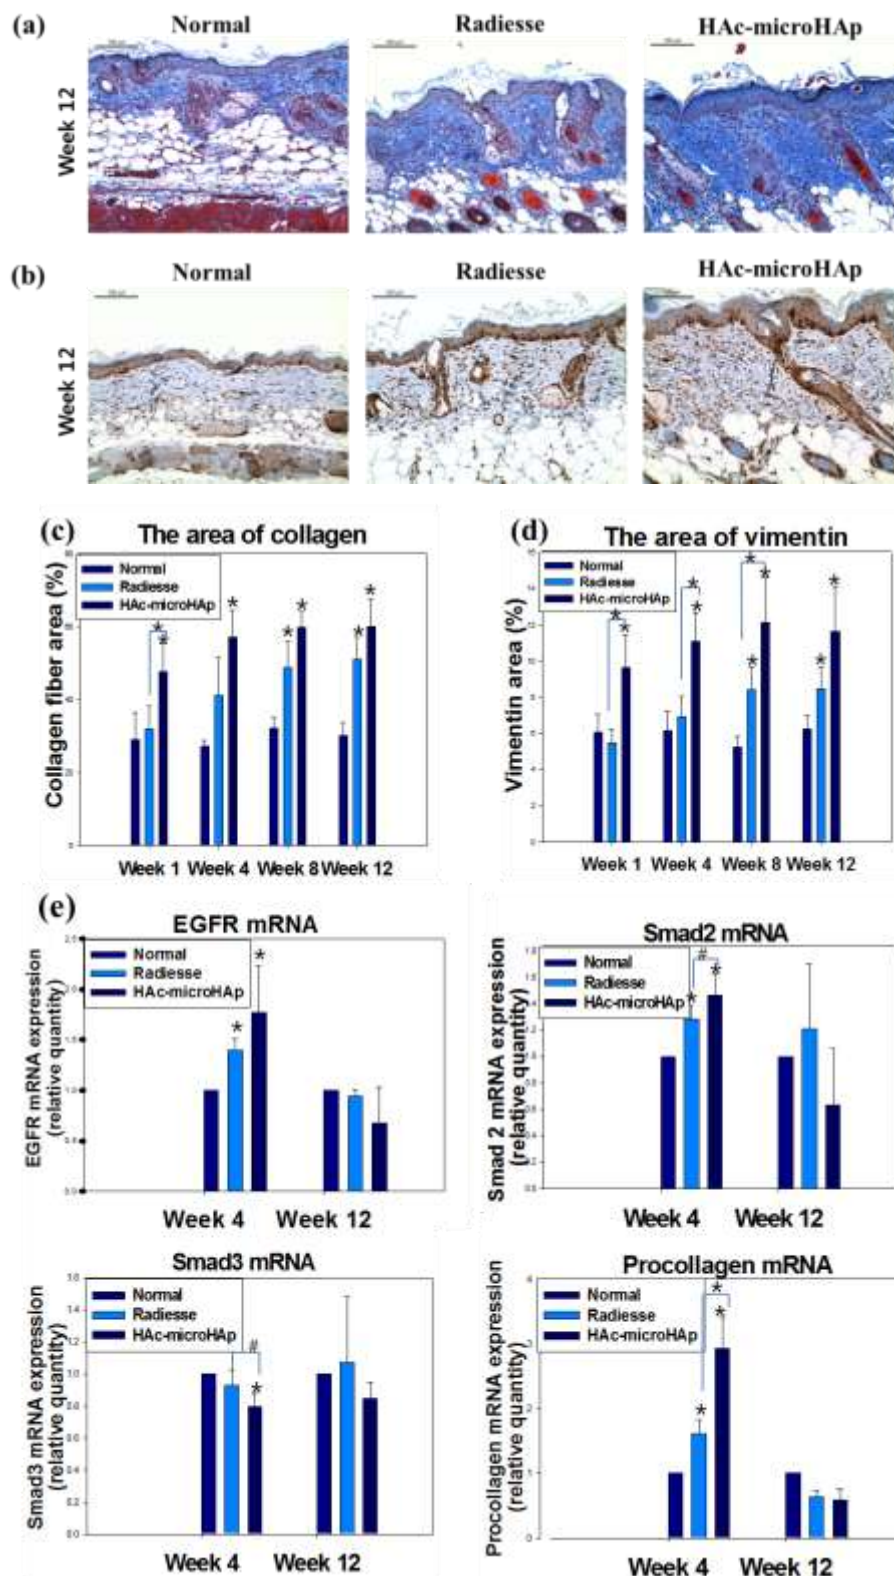 (a)
Normal
Radiesse
HAc-microHAp
Week 12
(b)
Normal
Radiesse
HAc-microHAp
Week 12
(c)
The area of collagen
Normal
Radiesse
HAc-microHAp
Collagen fiber area (%)
* * * * * * *
Week 1 Week 4 Week 8 Week 12
(d)
The area of vimentin
Normal
Radiesse
HAc-microHAp
Vimentin area (%)
* * * * * * * * *
Week 1 Week 4 Week 8 Week 12
(e)
EGFR mRNA
Normal
Radiesse
HAc-microHAp
EGFR mRNA expression
(relative quantity)
* *
Week 4 Week 12
Smad2 mRNA
Normal
Radiesse
HAc-microHAp
Smad 2 mRNA expression
(relative quantity)
#
* *
Week 4 Week 12
Smad3 mRNA
Normal
Radiesse
HAc-microHAp
Smad3 mRNA expression
(relative quantity)
#
*
Week 4 Week 12
Procollagen mRNA
Normal
Radiesse
HAc-microHAp
Procollagen mRNA expression
(relative quantity)
4
2
1
0
*
* *
Week 4 Week 12